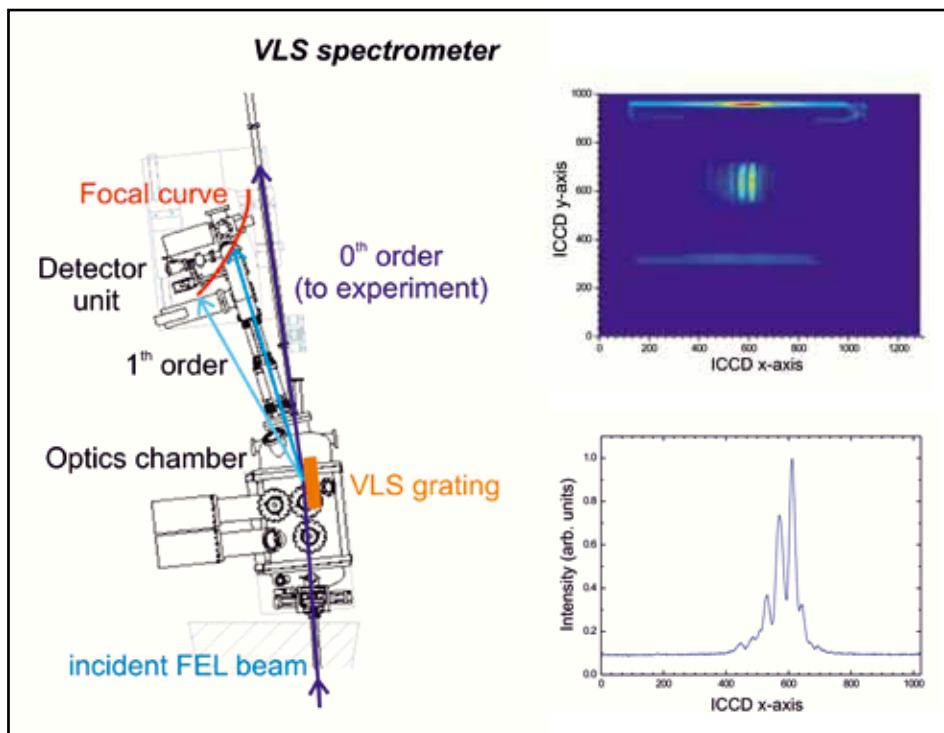 VLS spectrometer
Focal curve
Detector
unit
0th order
(to experiment)
1th order
Optics chamber
VLS grating
incident FEL beam
1000
800
600
400
200
0
ICCD y-axis
0 200 400 600 800 1000 1200
ICCD x-axis
1.0
0.8
0.6
0.4
0.2
0.0
Intensity (arb. units)
0 200 400 600 800 1000
ICCD x-axis